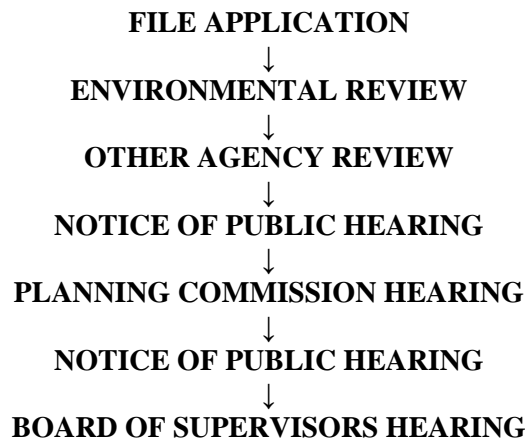 FILE APPLICATION
↓
ENVIRONMENTAL REVIEW
↓
OTHER AGENCY REVIEW
↓
NOTICE OF PUBLIC HEARING
↓
PLANNING COMMISSION HEARING
↓
NOTICE OF PUBLIC HEARING
↓
BOARD OF SUPERVISORS HEARING